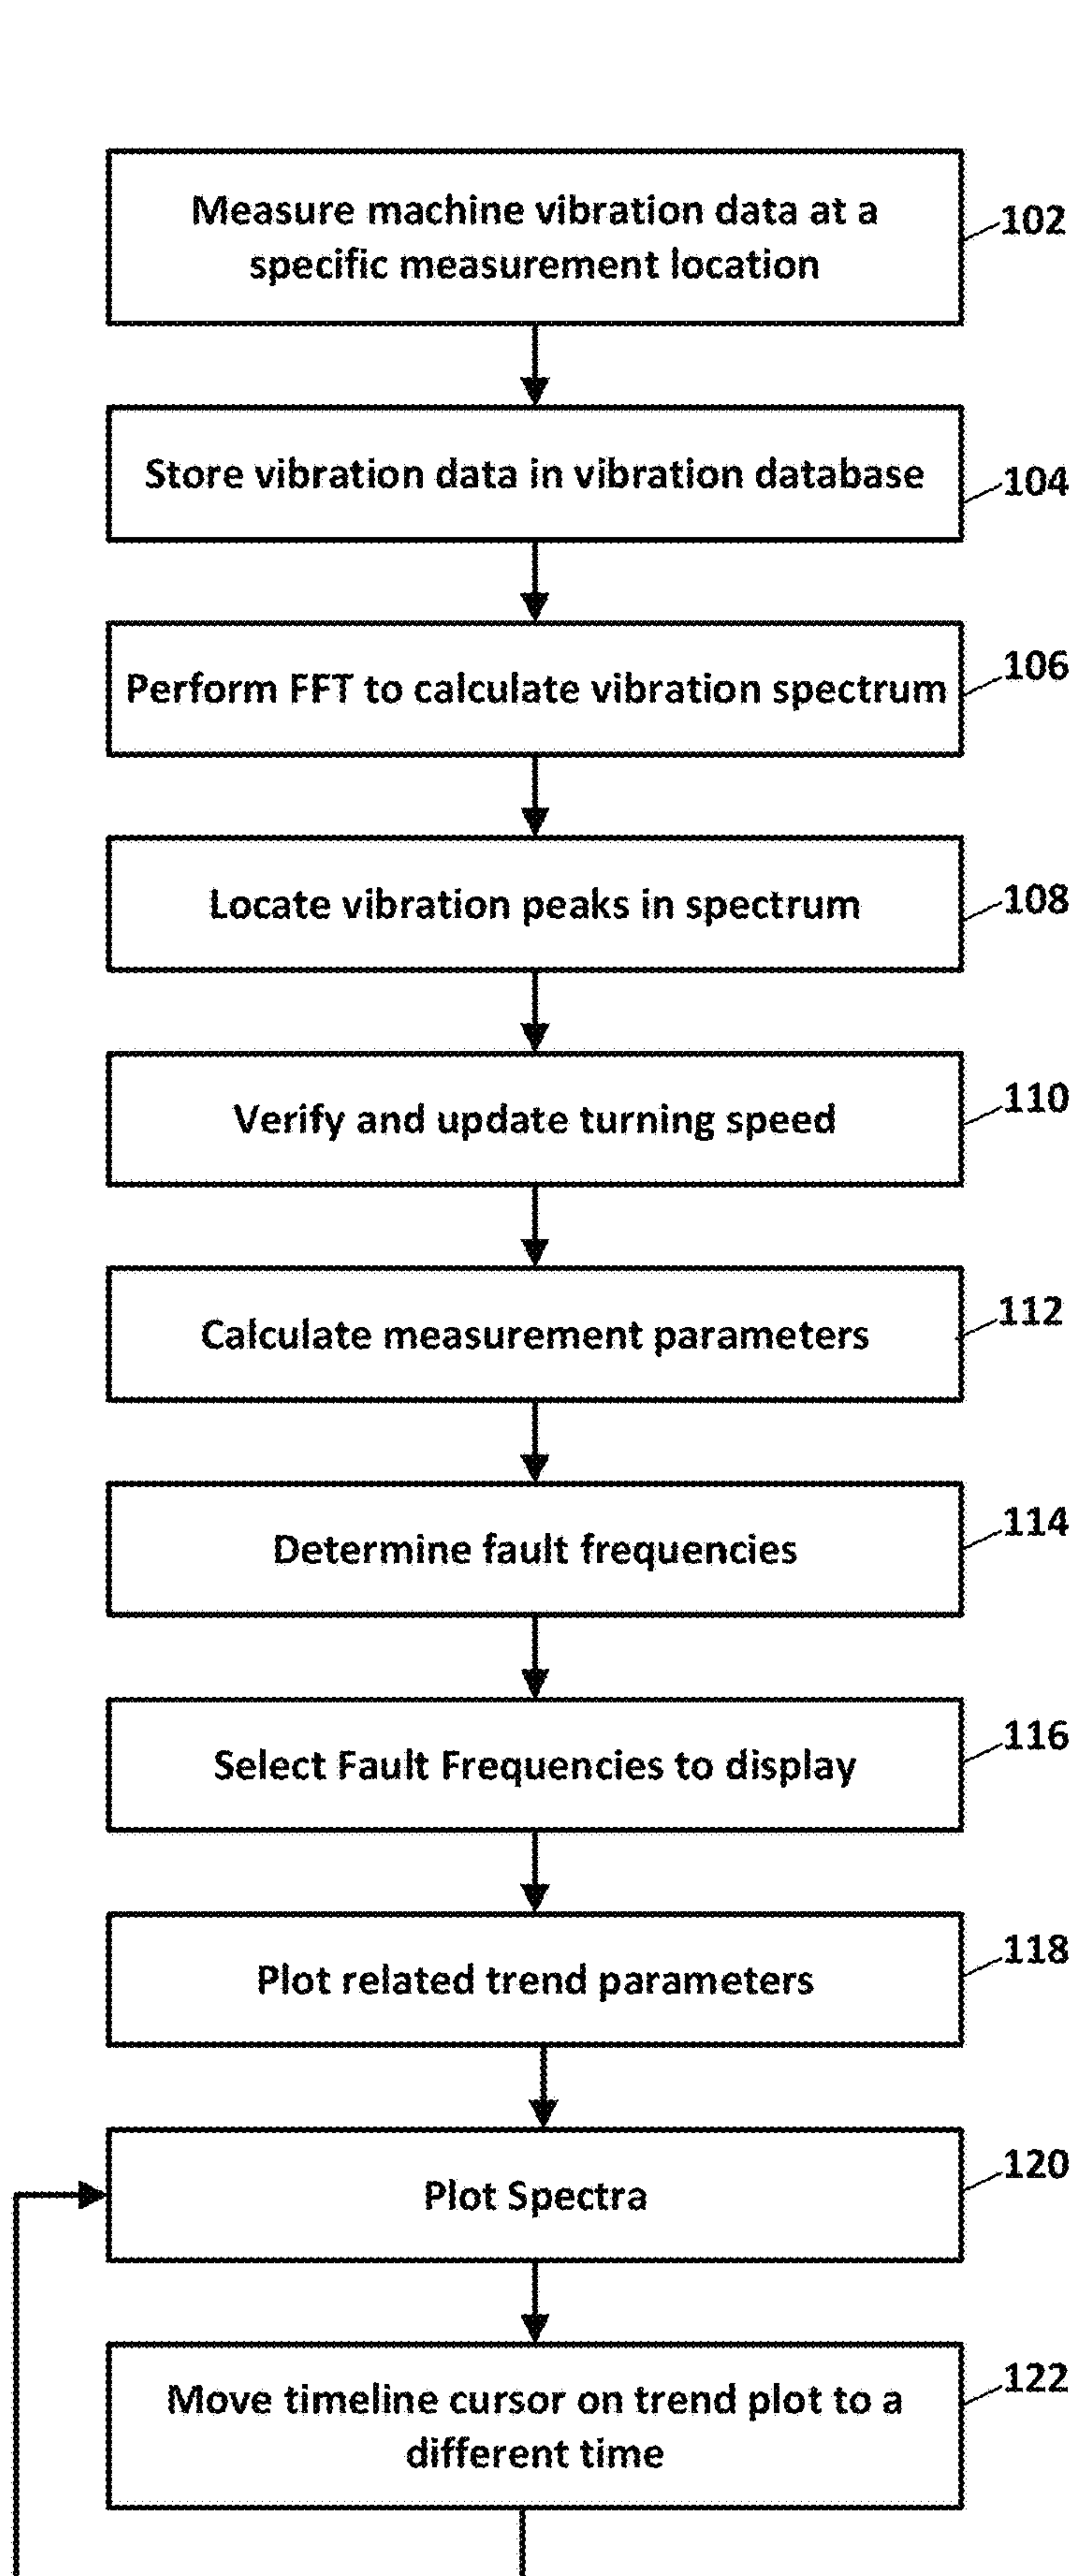 Measure machine vibration data at a
specific measurement location
102
Store vibration data in vibration database
104
Perform FFT to calculate vibration spectrum
106
Locate vibration peaks in spectrum
108
Verify and update turning speed
110
Calculate measurement parameters
112
Determine fault frequencies
114
Select Fault Frequencies to display
116
Plot related trend parameters
118
Plot Spectra
120
Move timeline cursor on trend plot to a
different time
122